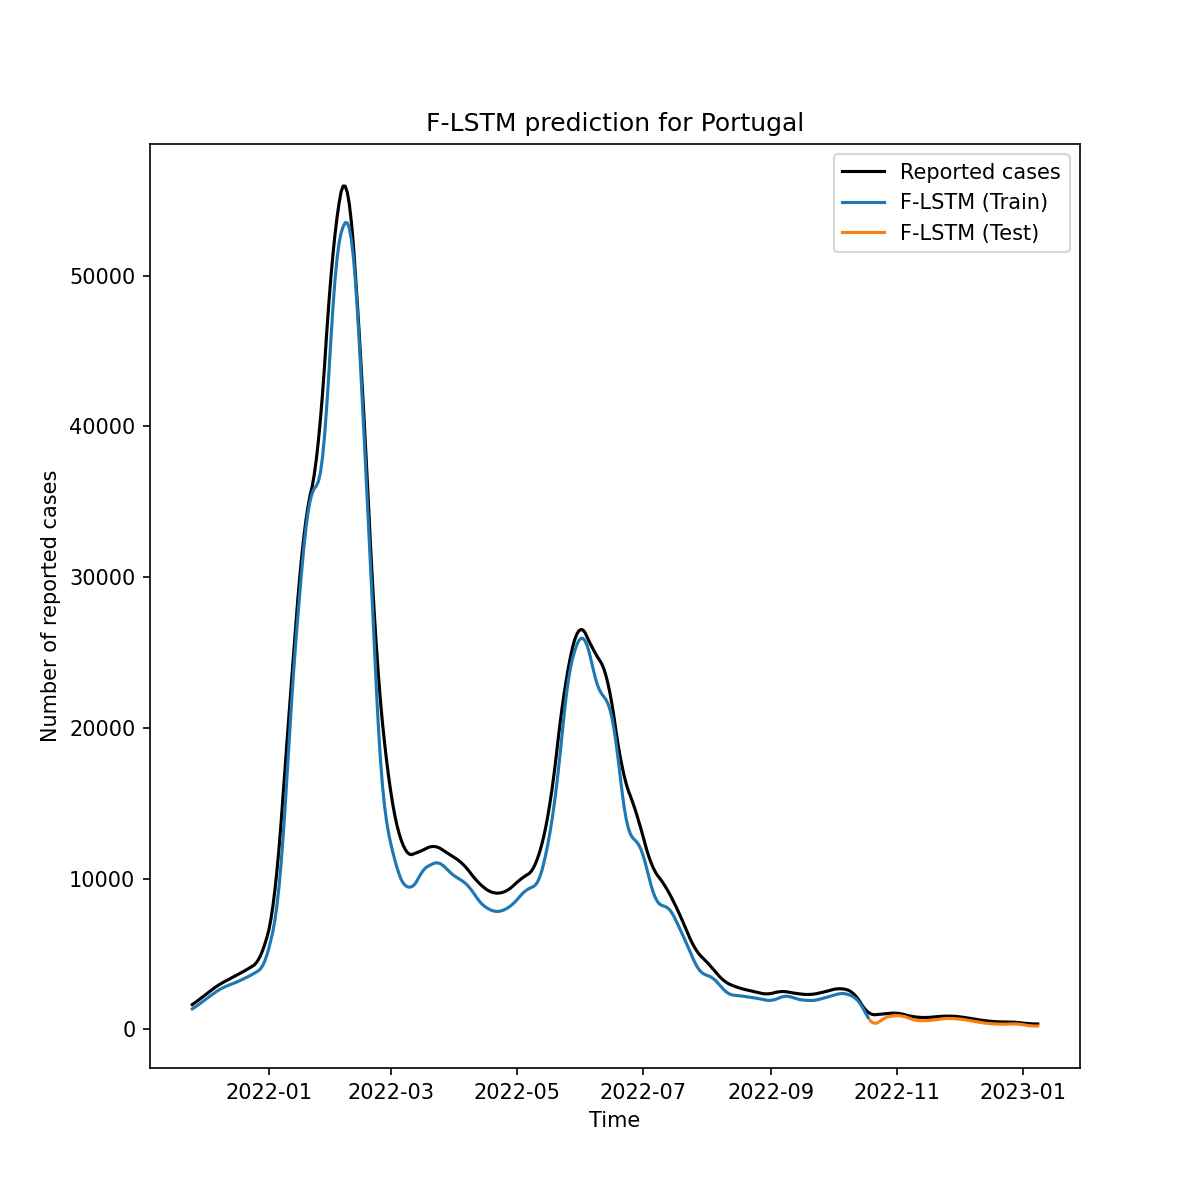 F-LSTM prediction for Portugal
Reported cases
F-LSTM (Train)
F-LSTM (Test)
Number of reported cases
50000
40000
30000
20000
10000
0
2022-01 2022-03 2022-05 2022-07 2022-09 2022-11 2023-01
Time